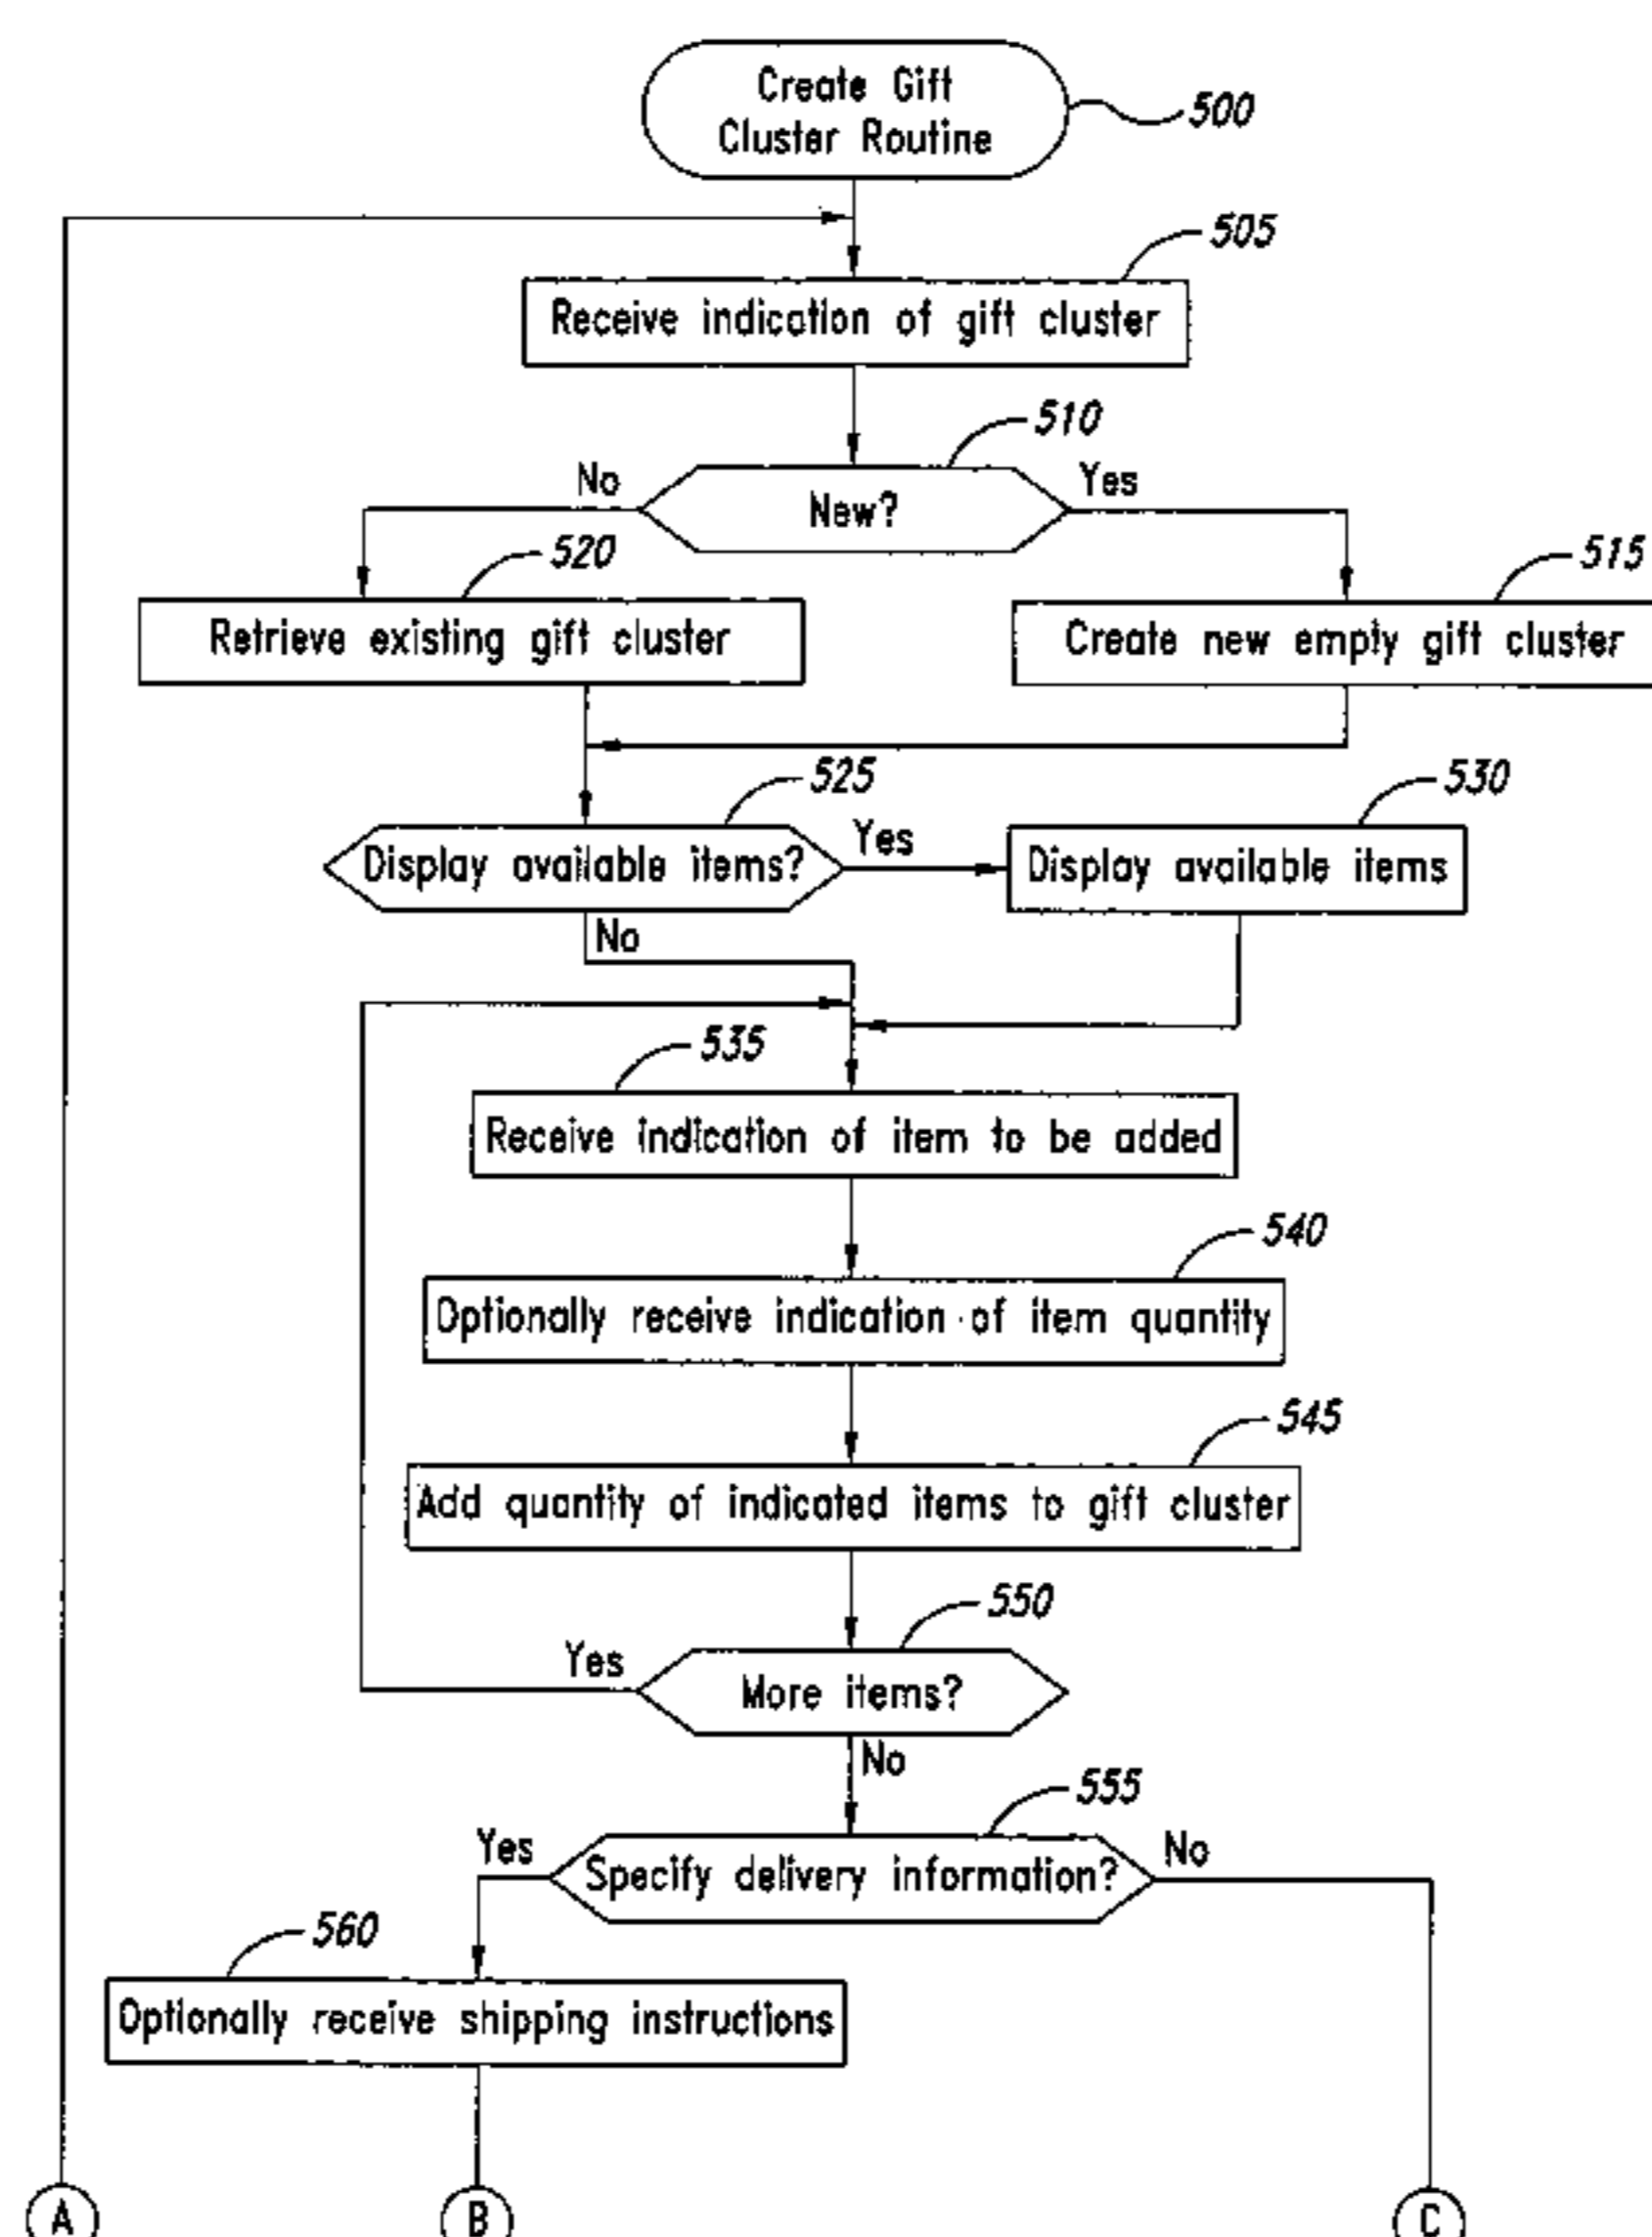 Create Gift
Cluster Routine
500
505
Receive indication of gift cluster
510
No
New?
Yes
520
515
Retrieve existing gift cluster
Create new empty gift cluster
525
530
Display available items?
Yes
Display available items
No
535
Receive indication of item to be added
540
Optionally receive indication of item quantity
545
Add quantity of indicated items to gift cluster
550
Yes
More items?
No
555
Yes
Specify delivery information?
No
560
Optionally receive shipping instructions
A
B
C